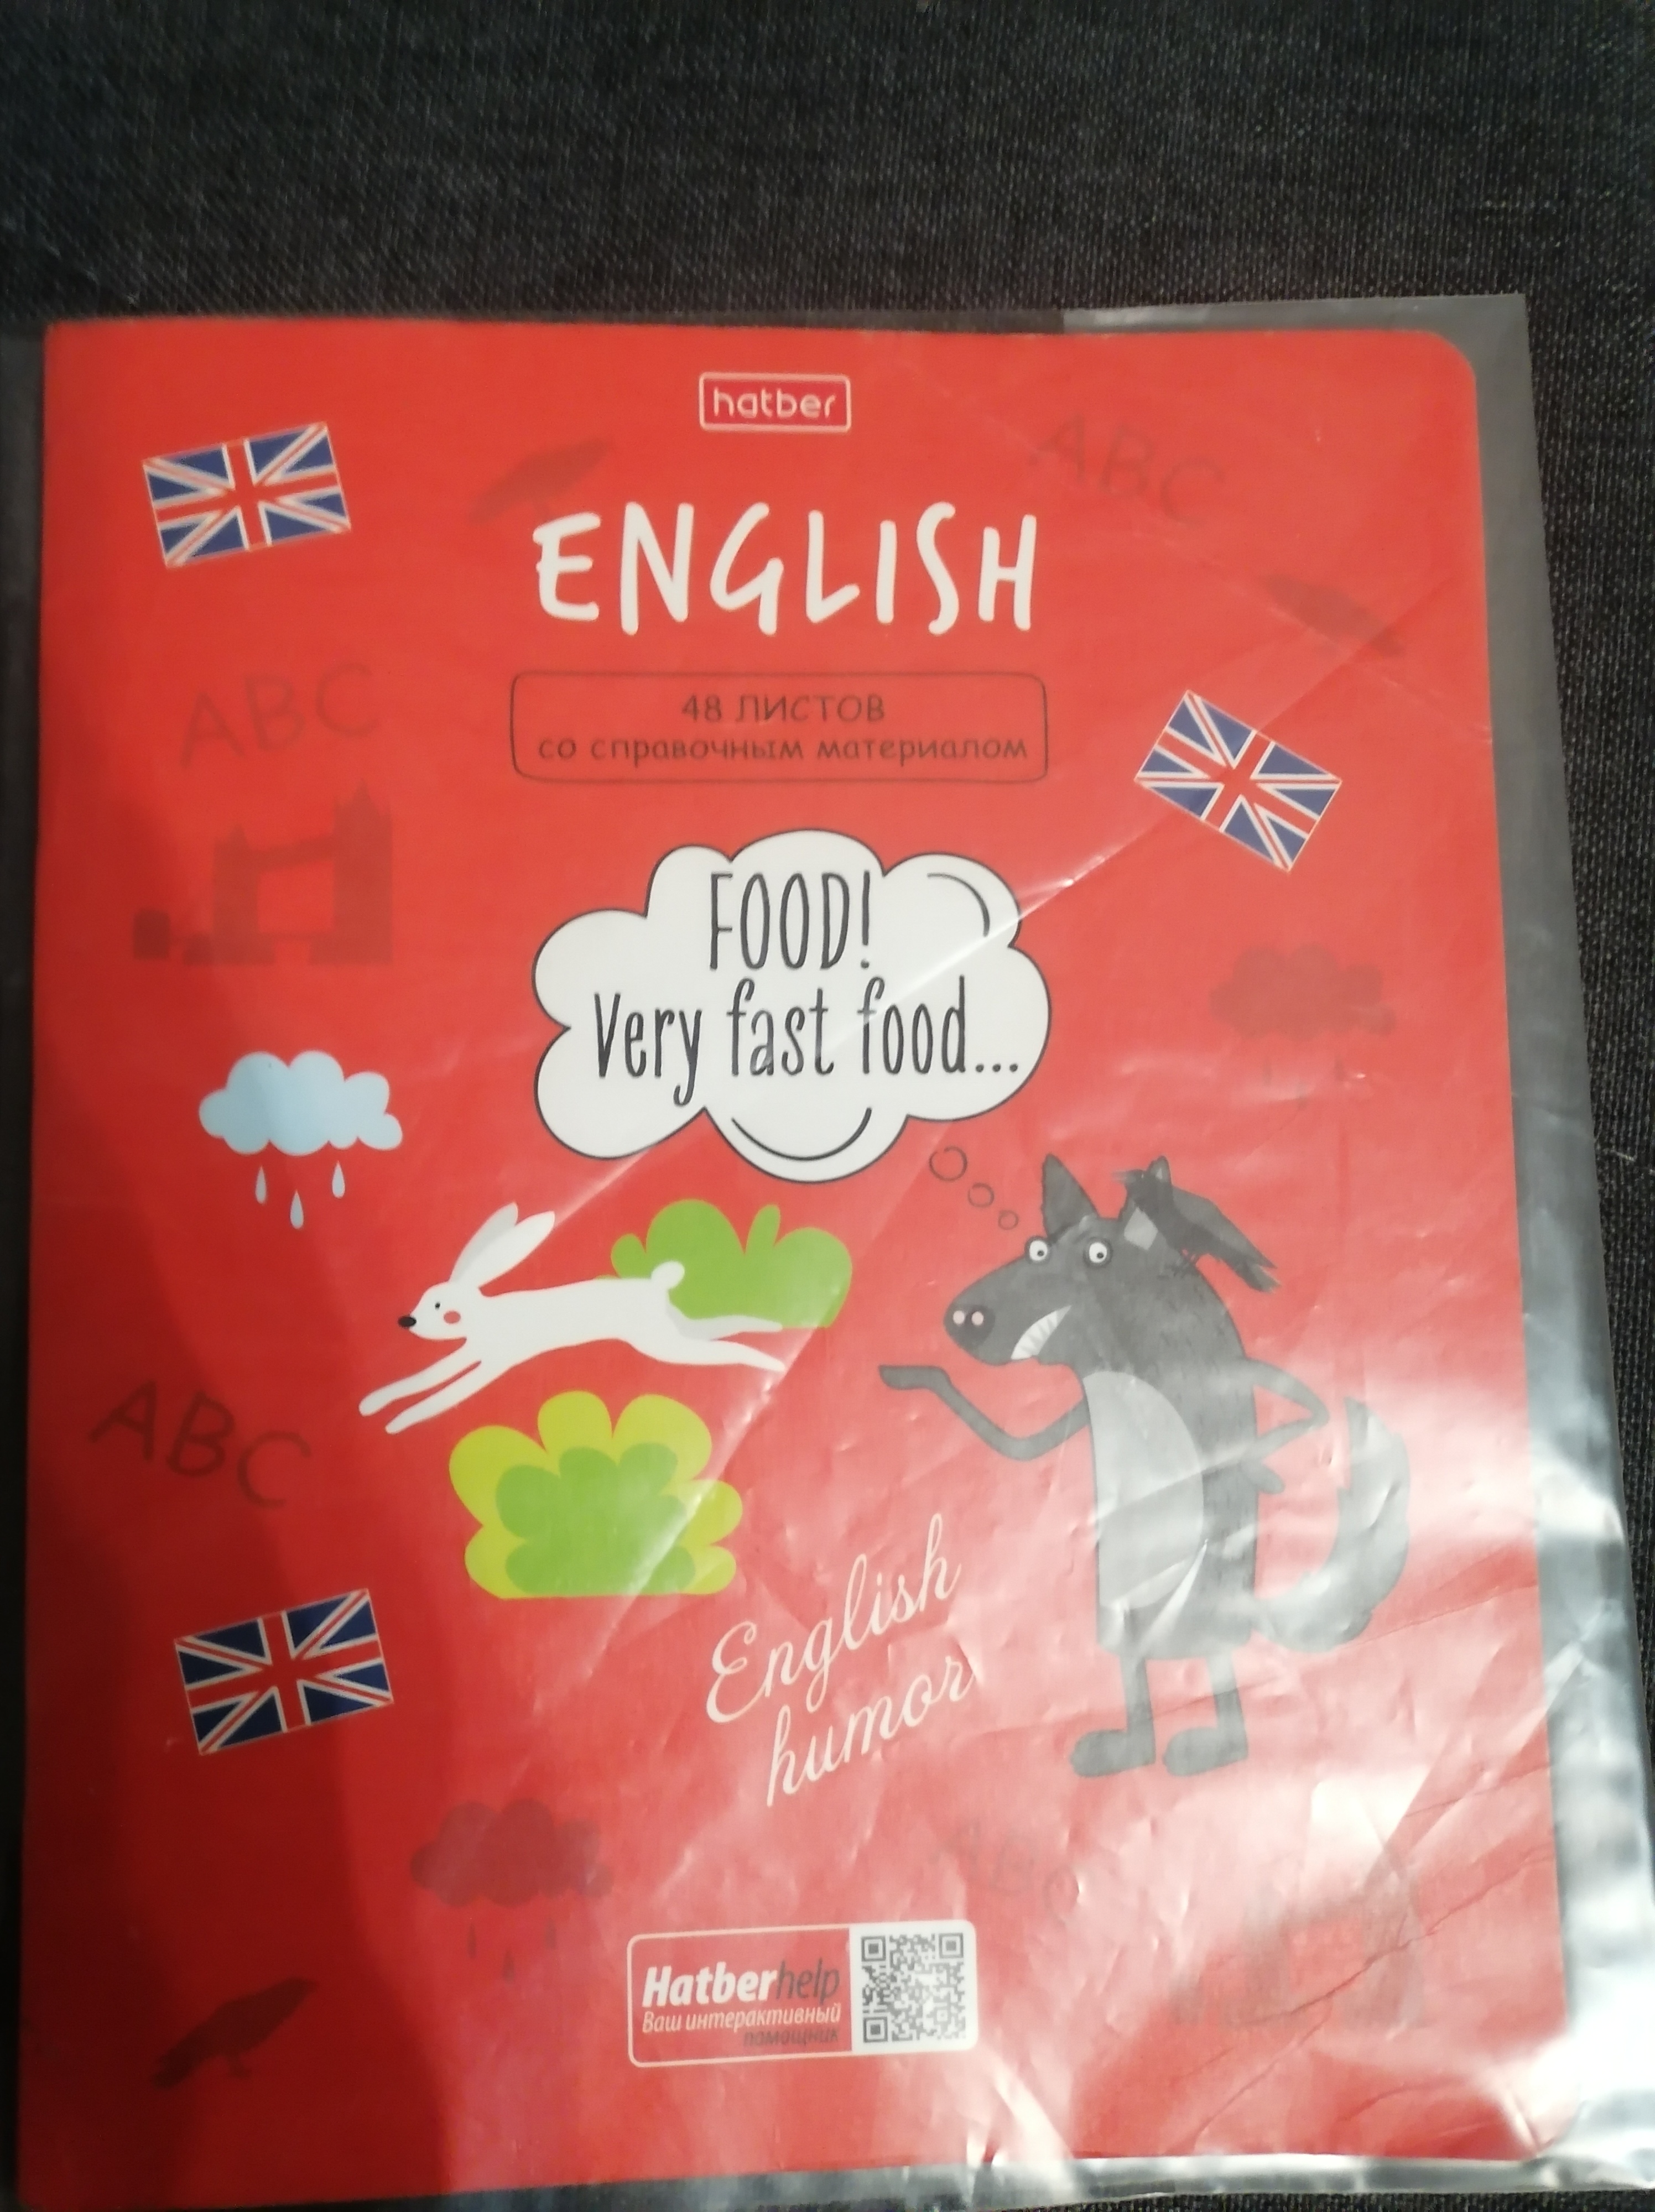 hatber
ABC
ENGLISH
ABC
48 ЛИСТОВ
со справочным материалом
FOOD!
Very fast food...
ABC
English
humor
ABC
Hatberhelp
Ваш интерактивный
помощник